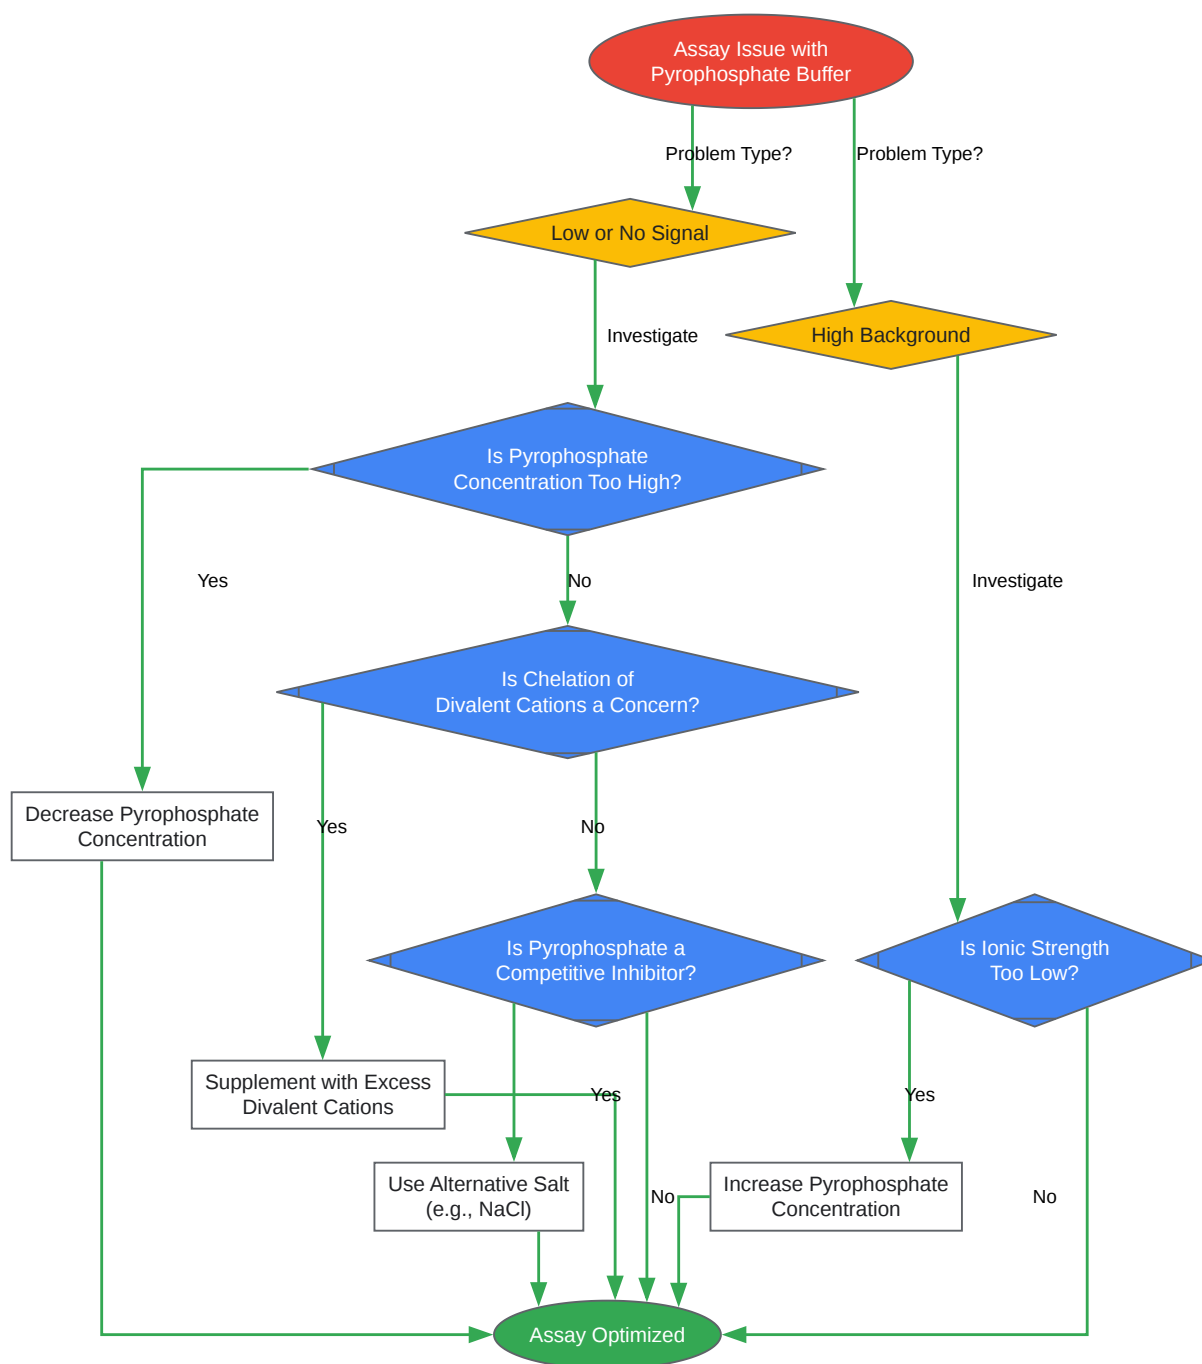 Assay Issue with
Pyrophosphate Buffer
Problem Type?
Problem Type?
Low or No Signal
High Background
Investigate
Is Pyrophosphate
Concentration Too High?
Yes
No
Investigate
Is Chelation of
Divalent Cations a Concern?
Decrease Pyrophosphate
Concentration
Yes
No
Is Pyrophosphate a
Competitive Inhibitor?
Is Ionic Strength
Too Low?
Supplement with Excess
Divalent Cations
Yes
Yes
Use Alternative Salt
(e.g., NaCl)
No
Increase Pyrophosphate
Concentration
No
Assay Optimized